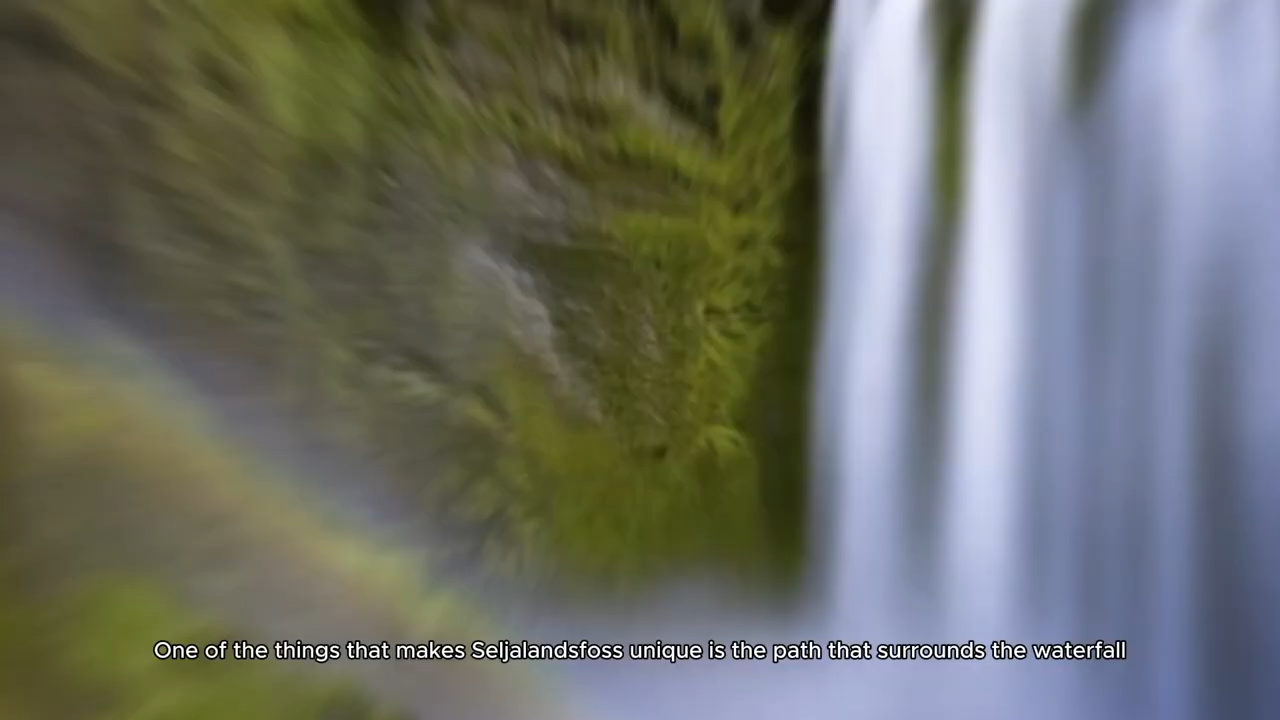 One of the things that makes Seljalandsfoss unique is the path that surrounds the waterfall